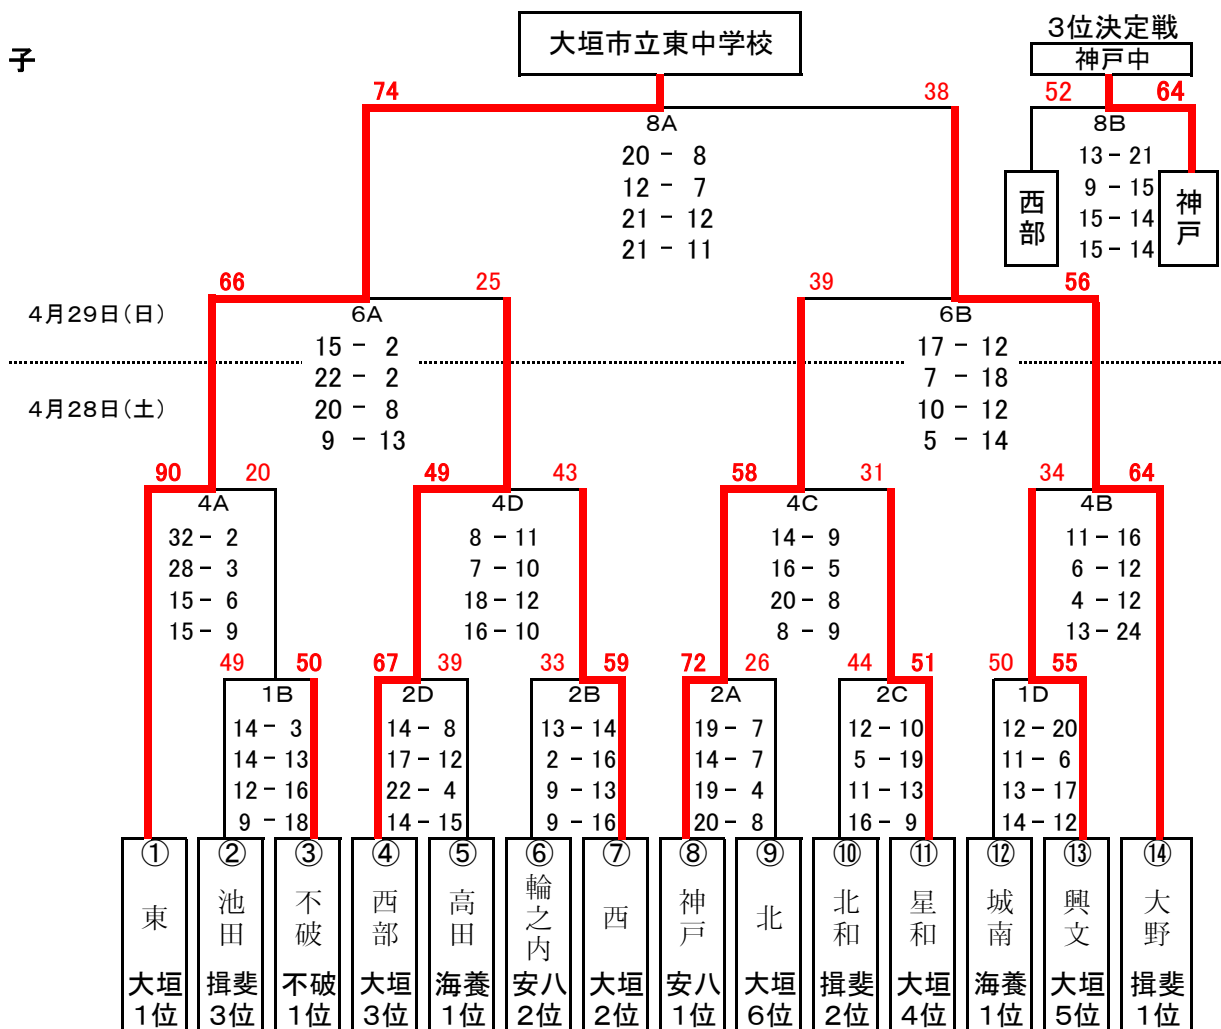 子
大垣市立東中学校
3位決定戦
神戸中
74
38
52
64
8A
20 - 8
12 - 7
21 - 12
21 - 11
8B
13 - 21
9 - 15
15 - 14
15 - 14
西部
神戸
66
25
39
56
4月29日(日)
6A
15 - 2
22 - 2
20 - 8
9 - 13
6B
17 - 12
7 - 18
10 - 12
5 - 14
4月28日(土)
90
20
49
43
58
31
34
64
4A
32 - 2
28 - 3
15 - 6
15 - 9
4D
8 - 11
7 - 10
18 - 12
16 - 10
4C
14 - 9
16 - 5
20 - 8
8 - 9
4B
11 - 16
6 - 12
4 - 12
13 - 24
49
50
67
39
33
59
72
26
44
51
50
55
1B
14 - 3
14 - 13
12 - 16
9 - 18
2D
14 - 8
17 - 12
22 - 4
14 - 15
2B
13 - 14
2 - 16
9 - 13
9 - 16
2A
19 - 7
14 - 7
19 - 4
20 - 8
2C
12 - 10
5 - 19
11 - 13
16 - 9
1D
12 - 20
11 - 6
13 - 17
14 - 12
①
東
大垣
1位
②
池田
揖斐
3位
③
不破
不破
1位
④
西部
大垣
3位
⑤
高田
海養
1位
⑥
輪之内
安八
2位
⑦
西
大垣
2位
⑧
神戸
安八
1位
⑨
北
大垣
6位
⑩
北和
揖斐
2位
⑪
星和
大垣
4位
⑫
城南
海養
1位
⑬
興文
大垣
5位
⑭
大野
揖斐
1位